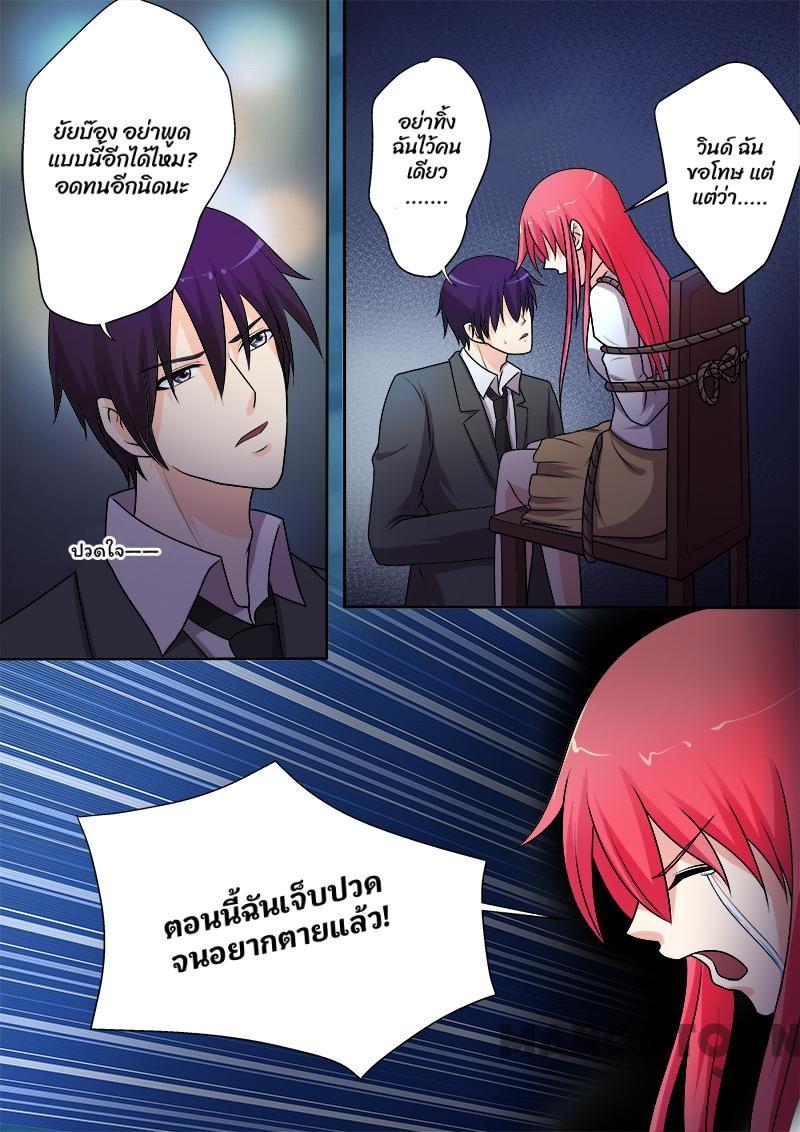 ยัยบ๊อง อย่าพูด
แบบนี้อีกได้ไหม?
อดทนอีกนิดนะ
ปวดใจ——
อย่าทิ้ง
ฉันไว้คน
เดียว
.......
วินด์ ฉัน
ขอโทษ แต่
แต่ว่า.....
ตอนนี้ฉันเจ็บปวด
จนอยากตายแล้ว!
MANGATOON